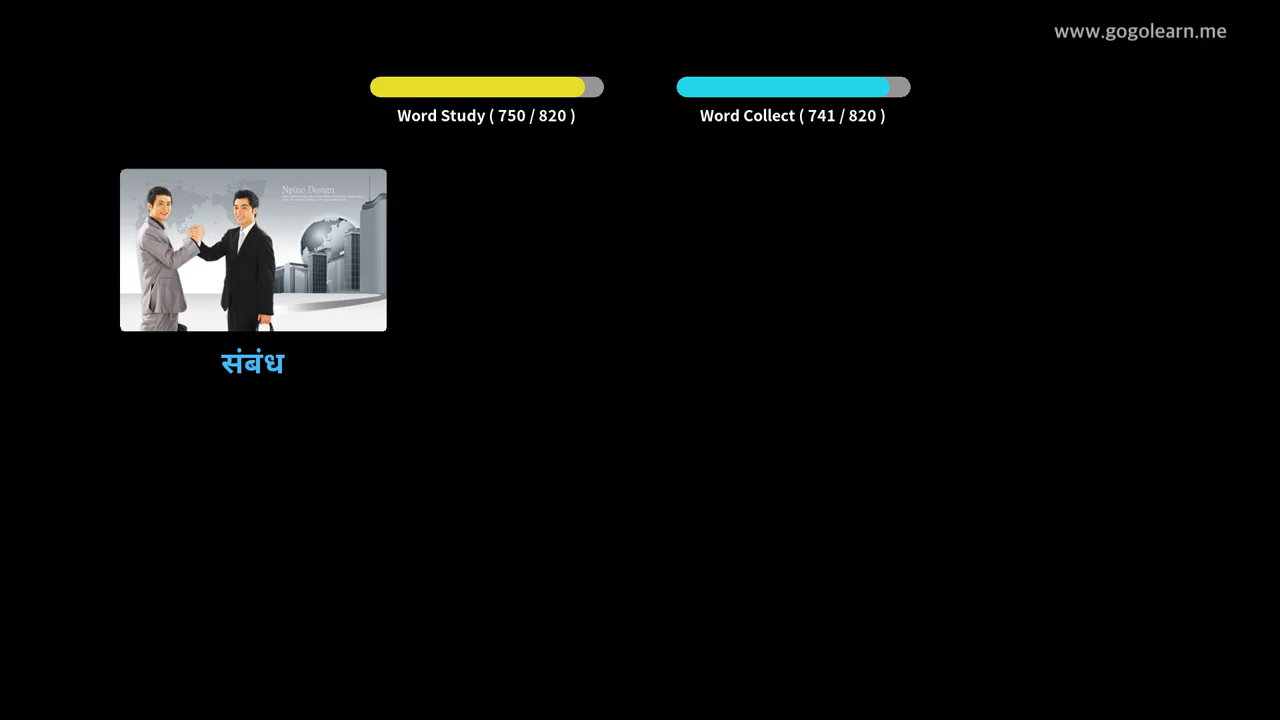 www.gogolearn.me
Word Study ( 750 / 820 )
Word Collect ( 741 / 820 )
Npine Design
संबंध